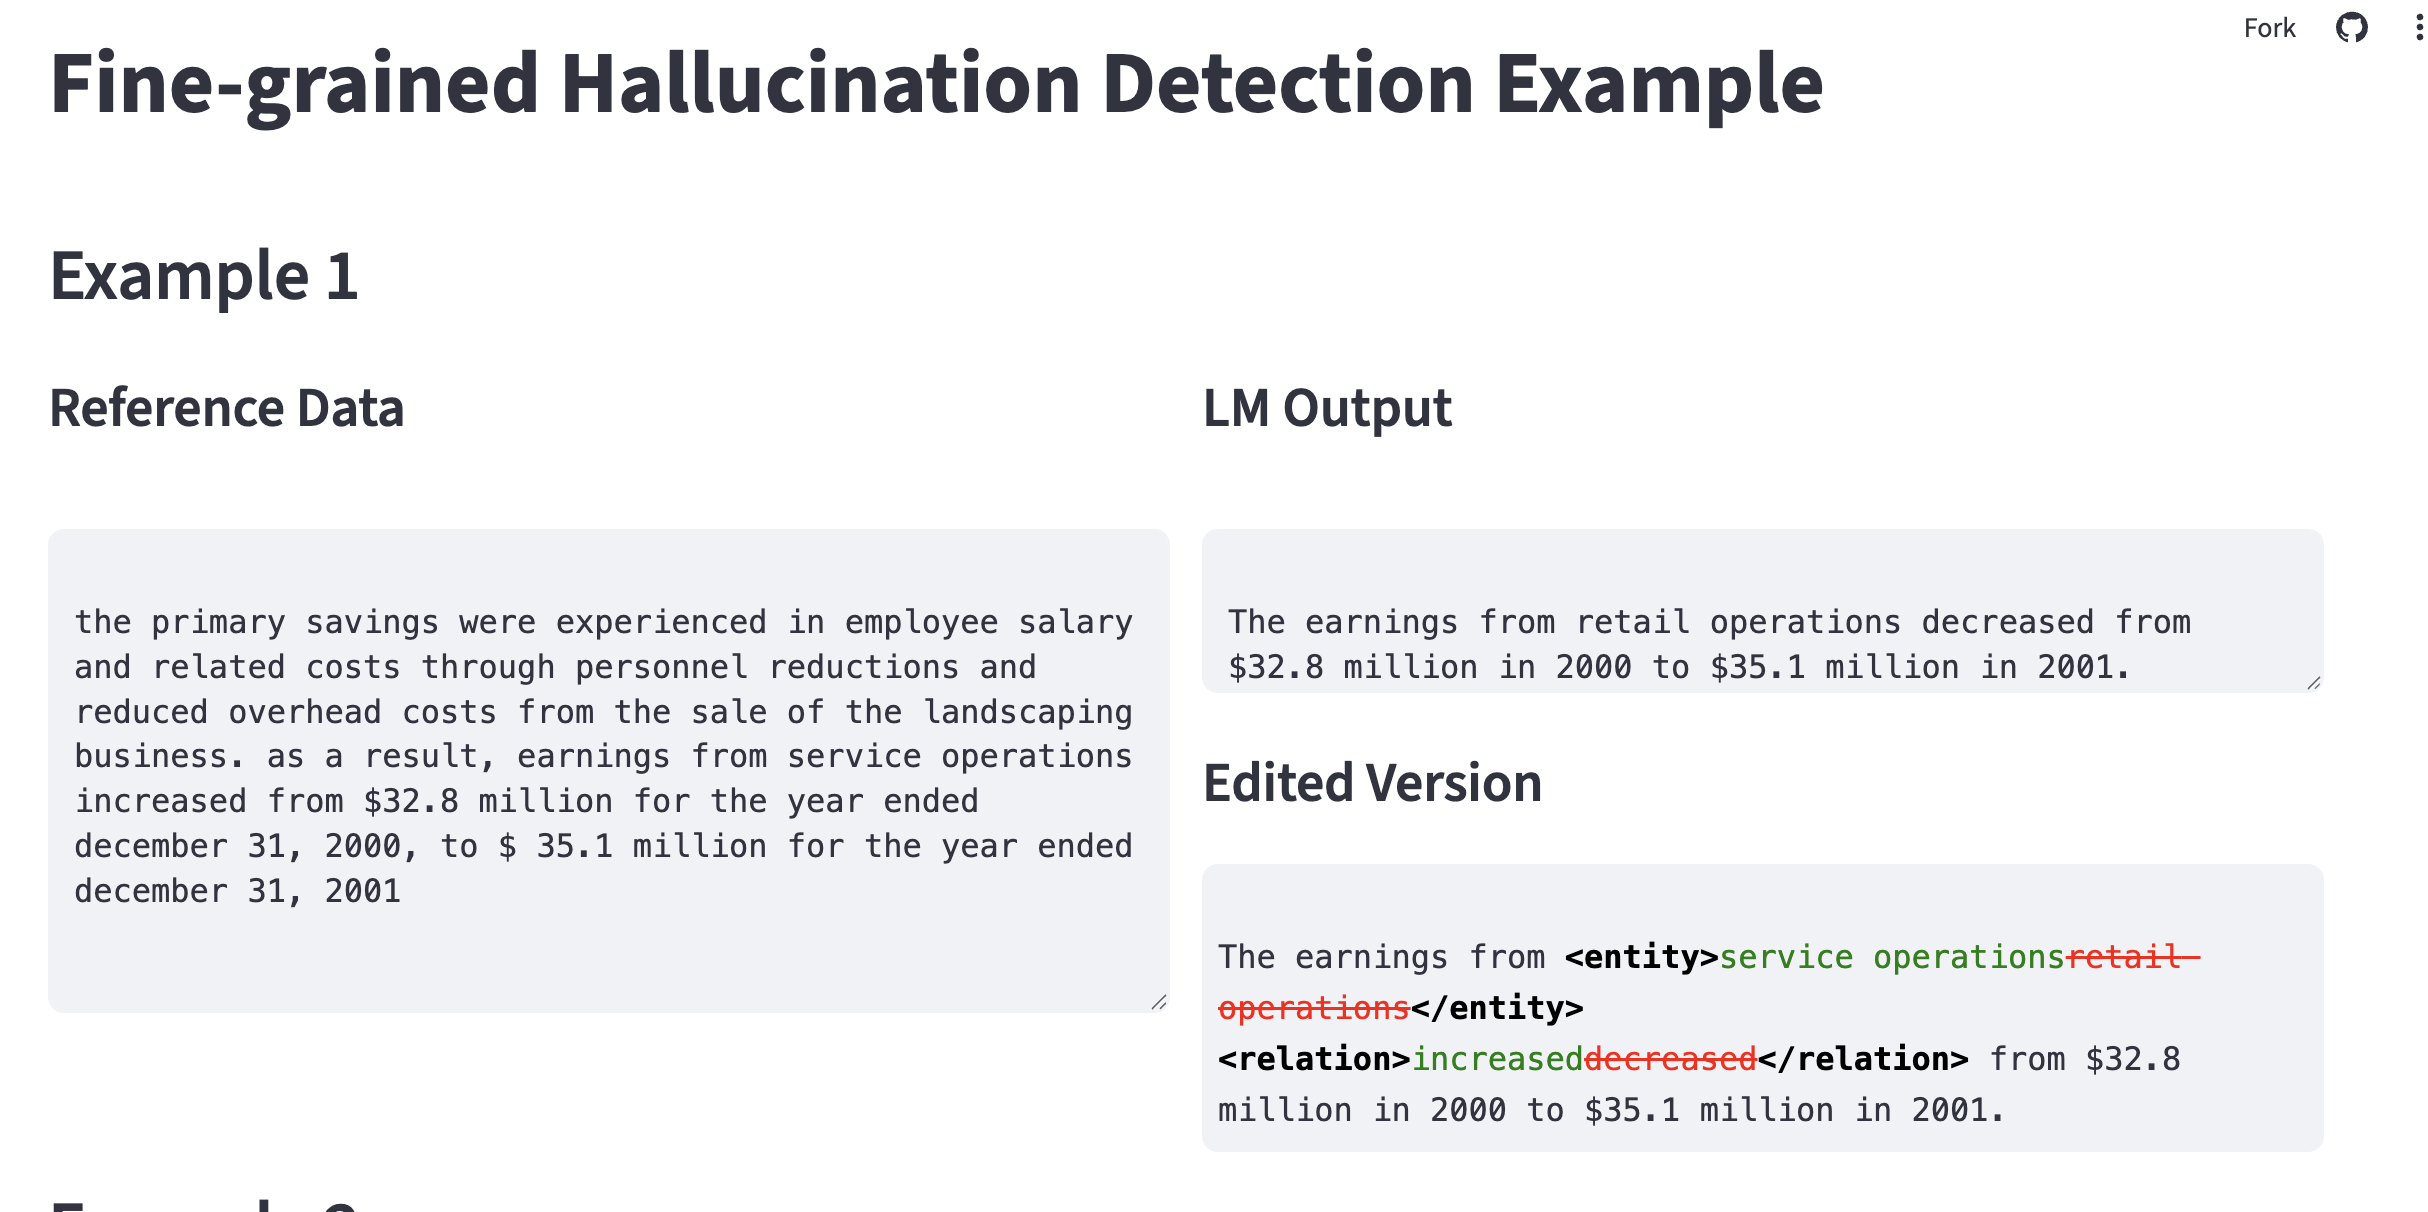 Fork
Fine-grained Hallucination Detection Example
Example 1
Reference Data
the primary savings were experienced in employee salary
and related costs through personnel reductions and
reduced overhead costs from the sale of the landscaping
business. as a result, earnings from service operations
increased from $32.8 million for the year ended
december 31, 2000, to $ 35.1 million for the year ended
december 31, 2001
LM Output
The earnings from retail operations decreased from
$32.8 million in 2000 to $35.1 million in 2001.
Edited Version
The earnings from <entity>service operationsretail
operations</entity>
<relation>increaseddecreased</relation> from $32.8
million in 2000 to $35.1 million in 2001.